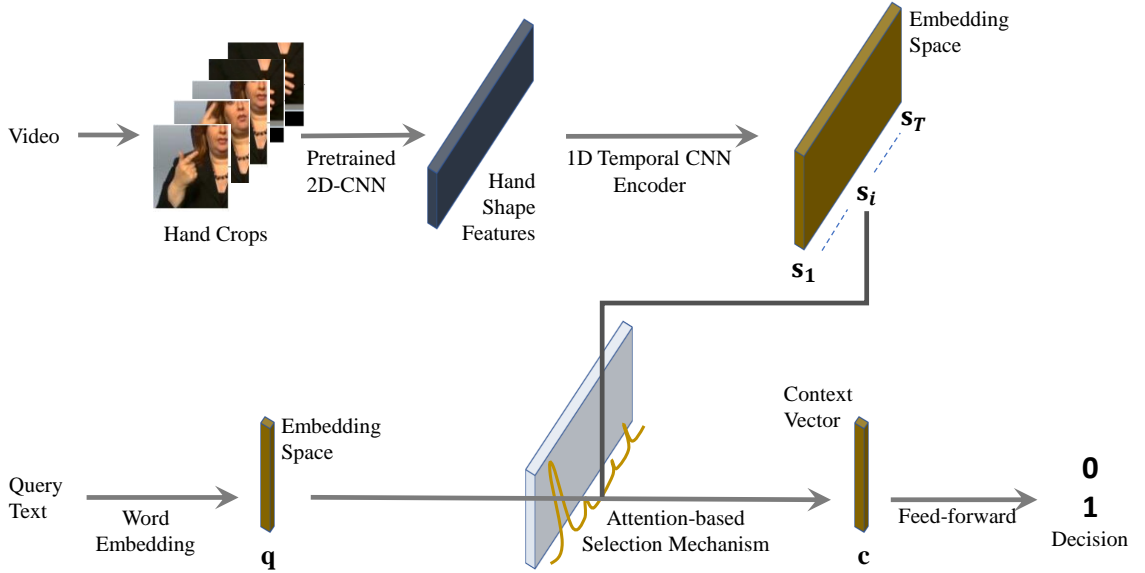 Embedding
Space
Video
Pretrained
2D-CNN
Hand
Shape
Features
1D Temporal CNN
Encoder
Hand Crops
s_T
s_i
s_1
Context
Vector
Embedding
Space
Query
Text
Word
Embedding
q
Attention-based
Selection Mechanism
c
Feed-forward
0
1
Decision